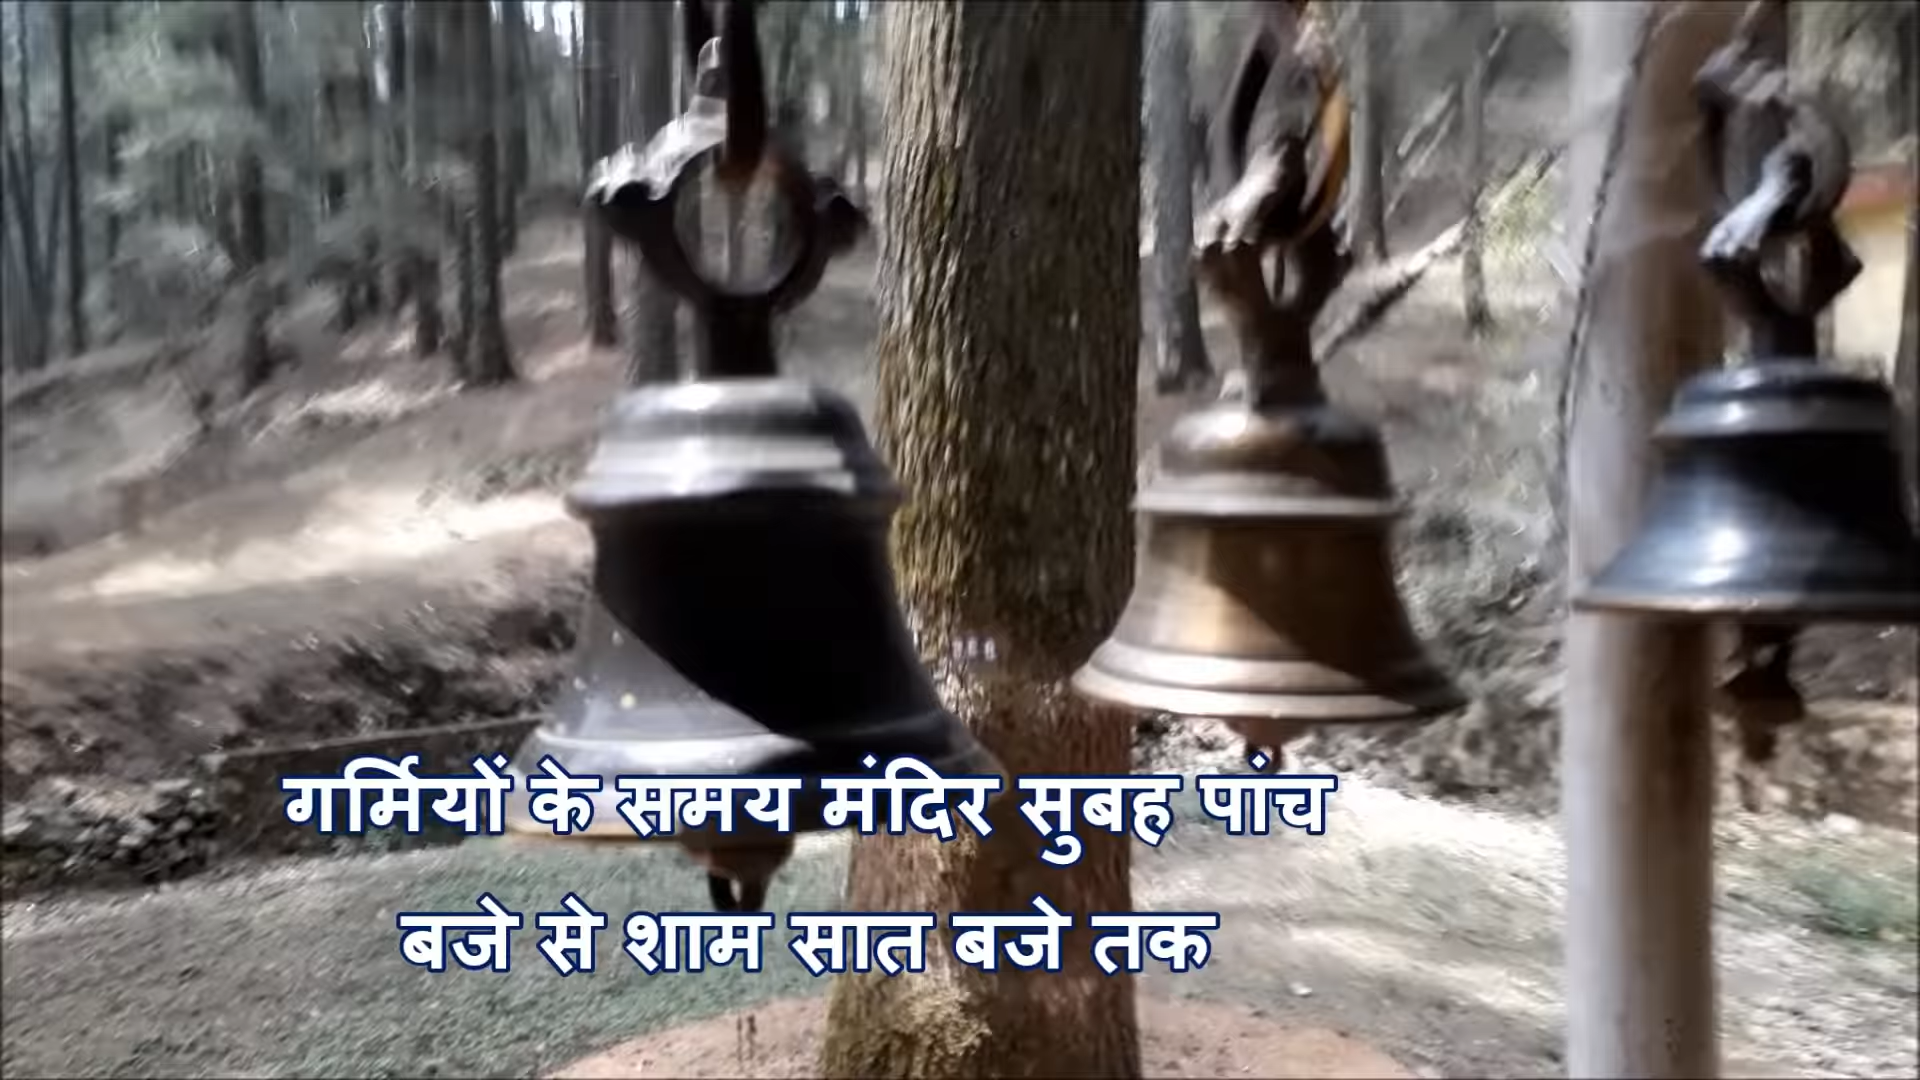 गर्मियों के समय मंदिर सुबह पांच
बजे से शाम सात बजे तक